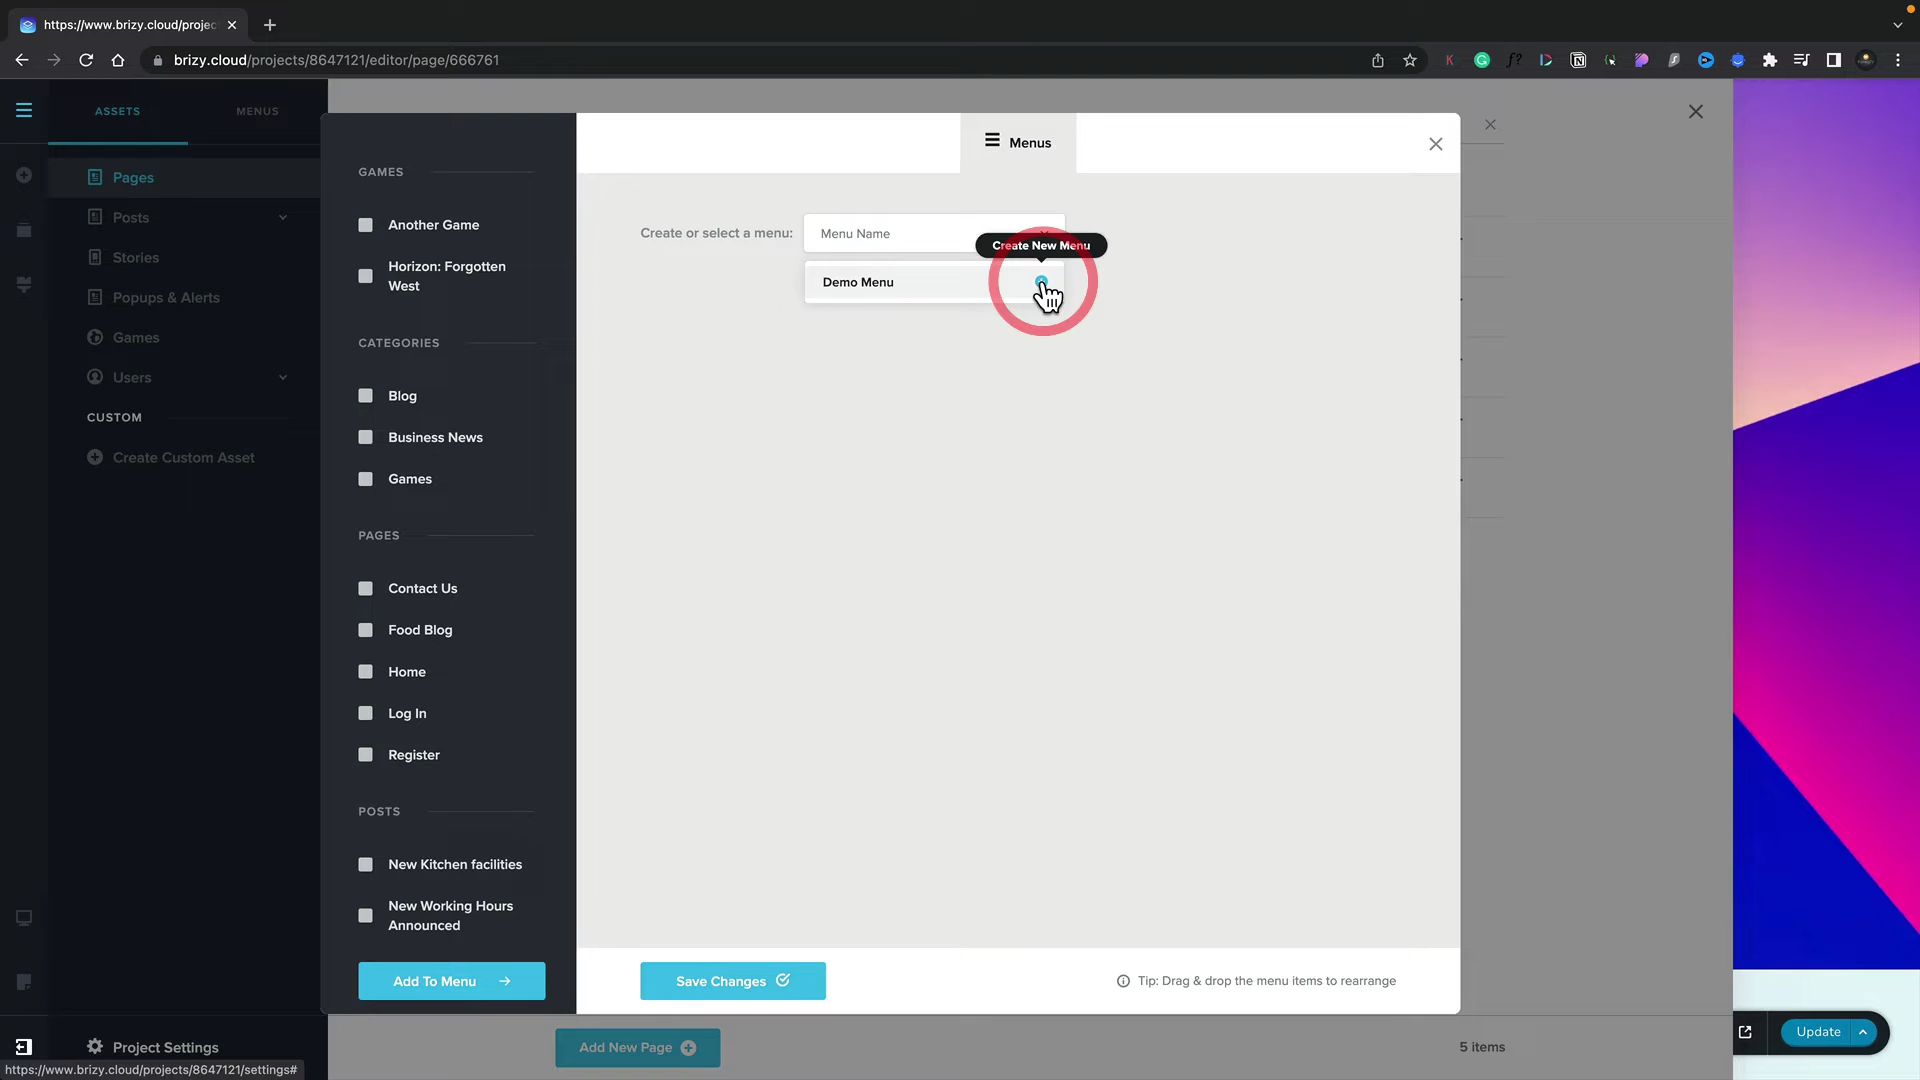 https://www.brizy.cloud/projec
brizy.cloud/projects/8647121/editor/page/666761
ASSETS
MENUS
Pages
Posts
Stories
Popups & Alerts
Games
Users
CUSTOM
Create Custom Asset
Project Settings
https://www.brizy.cloud/projects/8647121/settings#
GAMES
Another Game
Horizon: Forgotten
West
CATEGORIES
Blog
Business News
Games
PAGES
Contact Us
Food Blog
Home
Log In
Register
POSTS
New Kitchen facilities
New Working Hours
Announced
Add To Menu
Menus
Create or select a menu:
Menu Name
Create New Menu
Demo Menu
Save Changes
Tip: Drag & drop the menu items to rearrange
Add New Page
5 items
Update